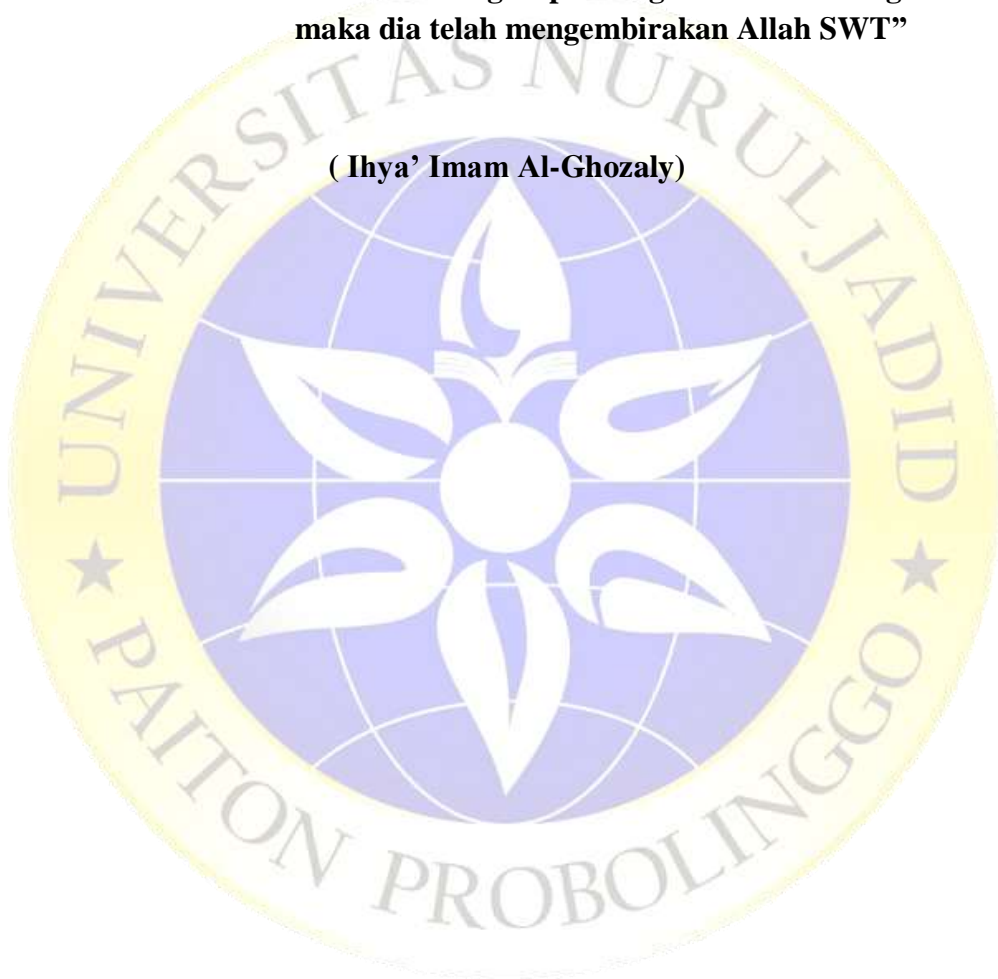 maka dia telah mengembirakan Allah SWT”
( Ihya’ Imam Al-Ghozaly)
UNIVERSITAS NURUL JADID
★ PAITON PROBOLINGGO ★